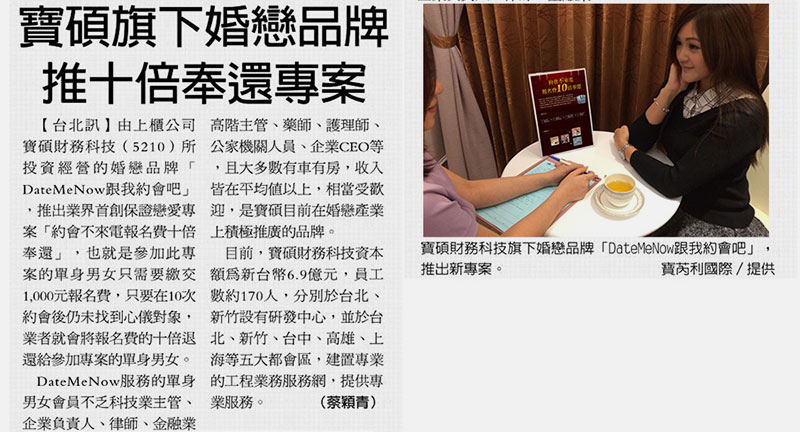 寶碩旗下婚戀品牌
推十倍奉還專案
【台北訊】由上櫃公司
寶碩財務科技（5210）所
投資經營的婚戀品牌「
DateMeNow跟我約會吧」
，推出業界首創保證戀愛專
案「約會不來電報名費十倍
奉還」，也就是參加此專
案的單身男女只需要繳交
1,000元報名費，只要在10次
約會後仍未找到心儀對象，
業者就會將報名費的十倍退
還給參加專案的單身男女。
DateMeNow服務的單身
男女會員不乏科技業主管、
企業負責人、律師、金融業
高階主管、藥師、護理師、
公家機關人員、企業CEO等
，且大多數有車有房，收入
皆在平均值以上，相當受歡
迎，是寶碩目前在婚戀產業
上積極推廣的品牌。
目前，寶碩財務科技資本
額為新台幣6.9億元，員工
數約170人，分別於台北、
新竹設有研發中心，並於台
北、新竹、台中、高雄、上
海等五大都會區，建置專業
的工程業務服務網，提供專
業服務。（蔡穎青）
約會不來電
報名費10倍奉還
寶碩財務科技旗下婚戀品牌「DateMeNow跟我約會吧」，
推出新專案。 寶芮利國際／提供